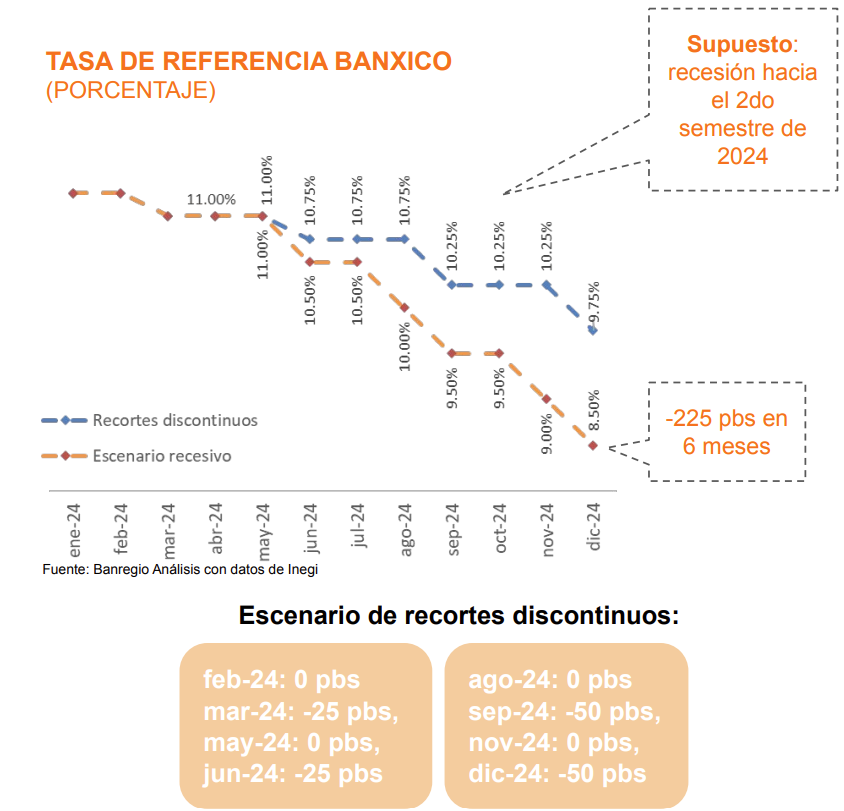 TASA DE REFERENCIA BANXICO
(PORCENTAJE)
Supuesto:
recesión hacia
el 2do
semestre de
2024
11.00%
11.00%
10.75%
10.75%
10.75%
10.25%
10.25%
10.25%
9.75%
11.00%
10.50%
10.50%
10.00%
9.50%
9.50%
9.00%
8.50%
Recortes discontinuos
Escenario recesivo
-225 pbs en
6 meses
ene-24
feb-24
mar-24
abr-24
may-24
jun-24
jul-24
ago-24
sep-24
oct-24
nov-24
dic-24
Fuente: Banregio Análisis con datos de Inegi
Escenario de recortes discontinuos:
feb-24: 0 pbs
mar-24: -25 pbs,
may-24: 0 pbs,
jun-24: -25 pbs
ago-24: 0 pbs
sep-24: -50 pbs,
nov-24: 0 pbs,
dic-24: -50 pbs